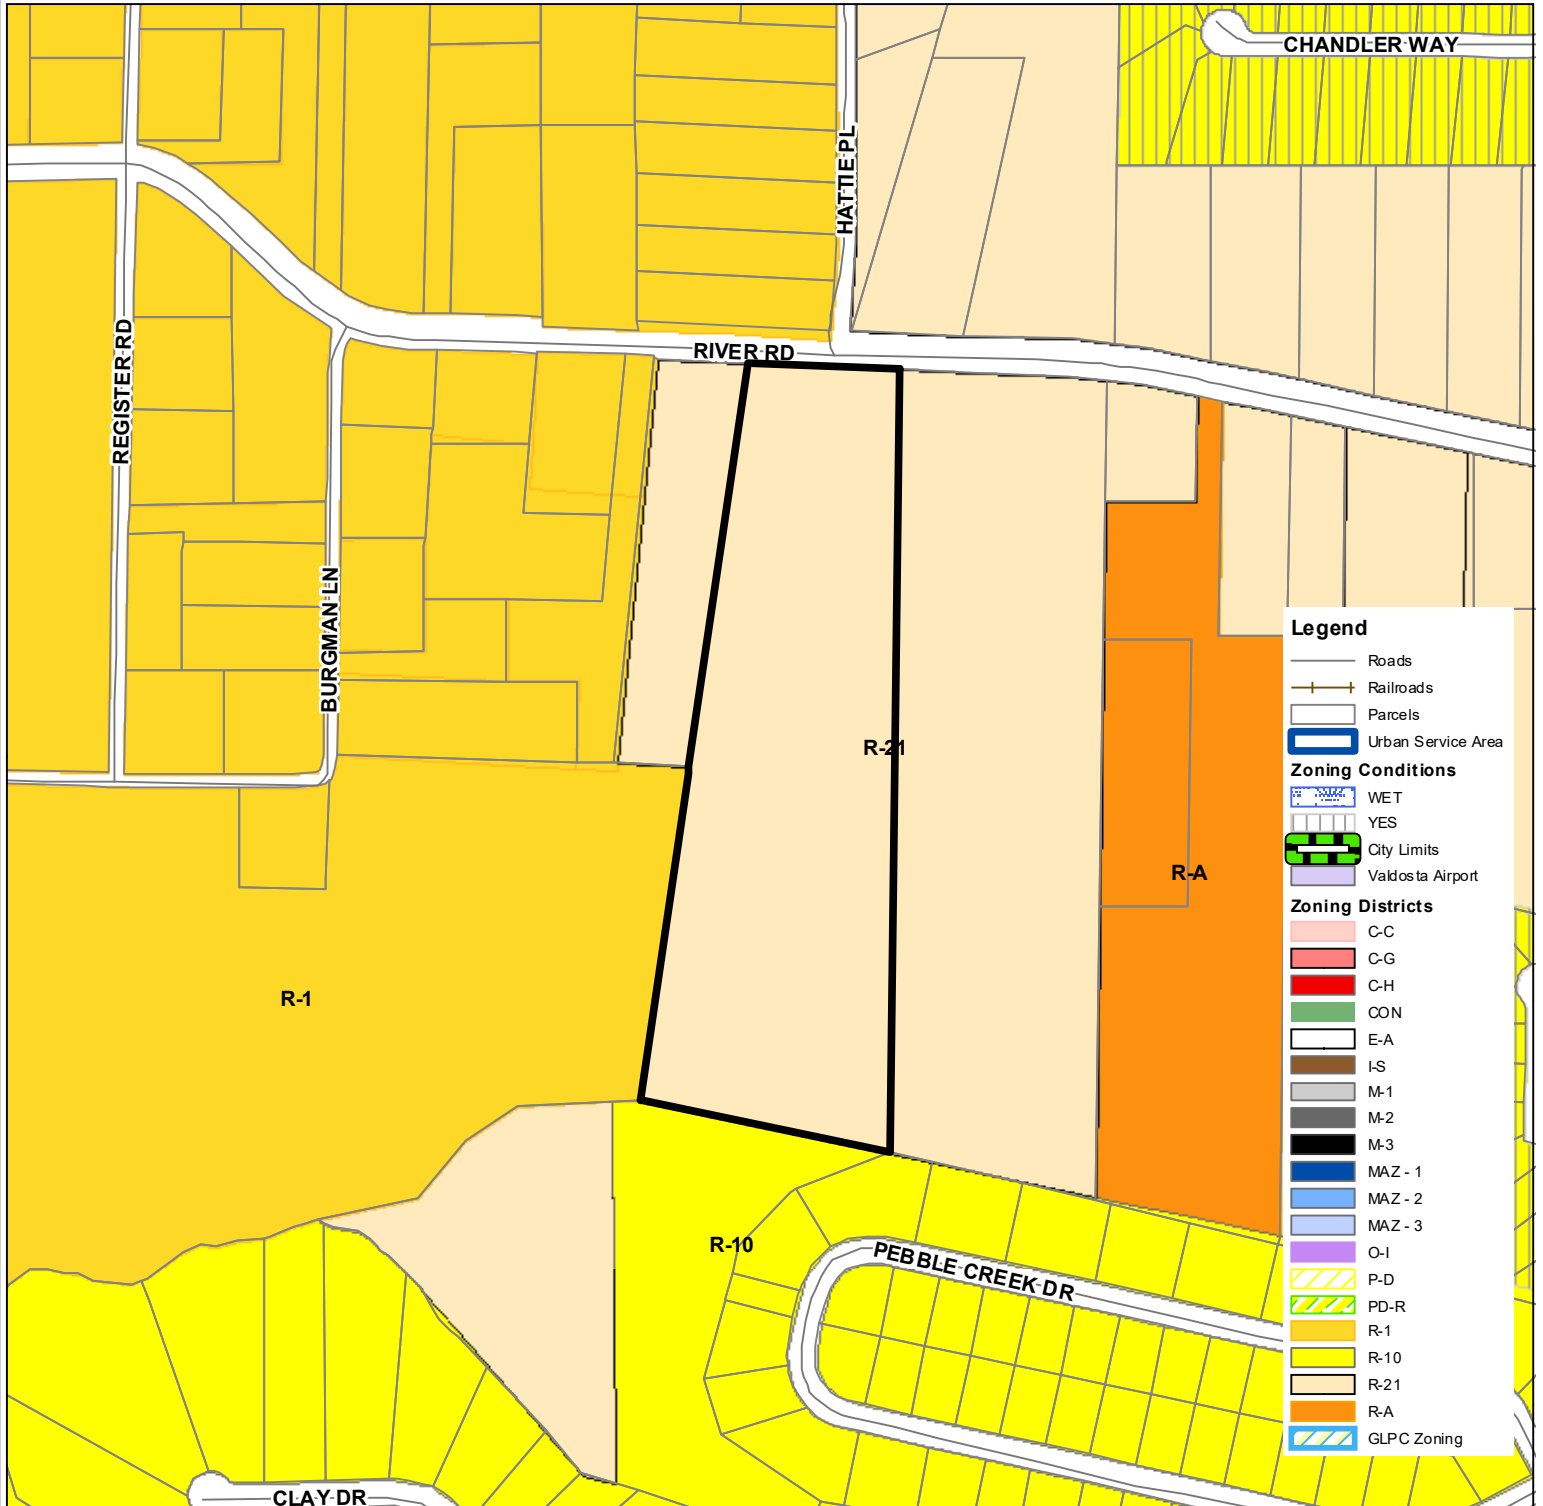 CHANDLER WAY
HATTIE PL
RIVER RD
REGISTER RD
BURGMAN LN
R-21
R-A
R-1
R-10
PEBBLE CREEK DR
CLAY DR
Legend
Roads
Railroads
Parcels
Urban Service Area
Zoning Conditions
WET
YES
City Limits
Valdosta Airport
Zoning Districts
C-C
C-G
C-H
CON
E-A
I-S
M-1
M-2
M-3
MAZ - 1
MAZ - 2
MAZ - 3
O-I
P-D
PD-R
R-1
R-10
R-21
R-A
GLPC Zoning